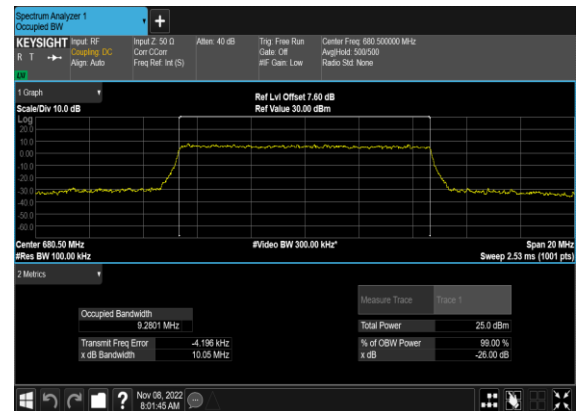 Spectrum Analyzer 1
Occupied BW
KEYSIGHT
R T
LXI
Input: RF
Coupling: DC
Align: Auto
Input Z: 50 Ω
Corr CCorr
Freq Ref: Int (S)
Atten: 40 dB
Trig: Free Run
Gate: Off
#IF Gain: Low
Center Freq: 680.500000 MHz
Avg|Hold: 500/500
Radio Std: None
1 Graph
Scale/Div 10.0 dB
Ref Lvl Offset 7.60 dB
Ref Value 30.00 dBm
Log
20.0
10.0
0.00
-10.0
-20.0
-30.0
-40.0
-50.0
-60.0
Center 680.50 MHz
#Video BW 300.00 kHz*
Span 20 MHz
#Res BW 100.00 kHz
Sweep 2.53 ms (1001 pts)
2 Metrics
Measure Trace Trace 1
Occupied Bandwidth
9.2801 MHz
Total Power 25.0 dBm
Transmit Freq Error -4.196 kHz
% of OBW Power 99.00 %
x dB Bandwidth 10.05 MHz
x dB -26.00 dB
?
Nov 08, 2022
8:01:45 AM